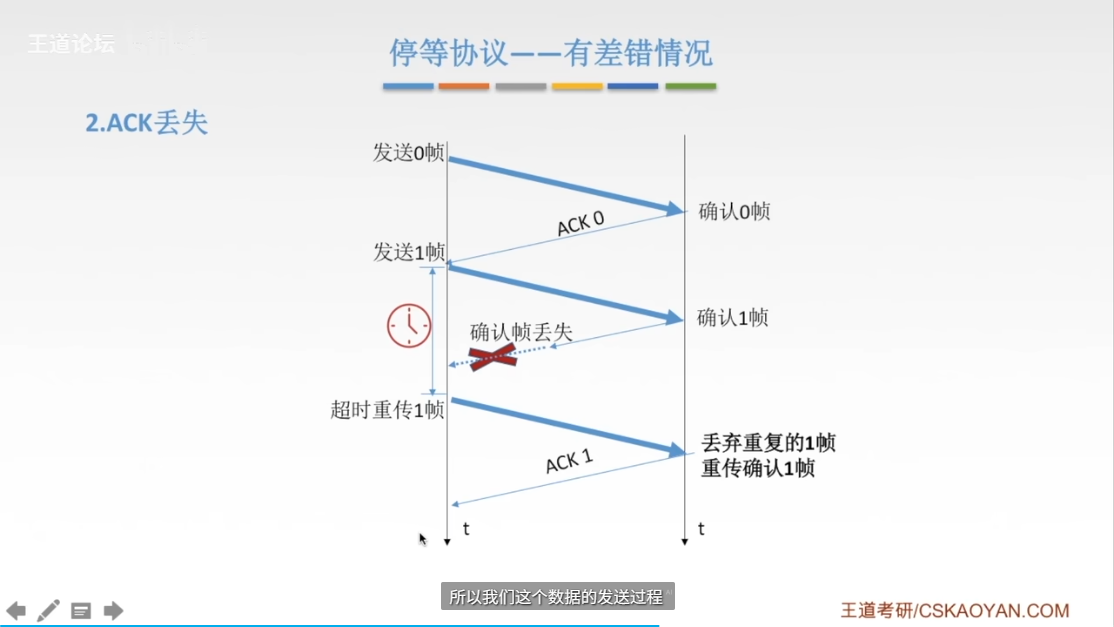 王道论坛
停等协议——有差错情况
2.ACK丢失
发送0帧
ACK 0
确认0帧
发送1帧
确认1帧
确认帧丢失
超时重传1帧
丢弃重复的1帧
重传确认1帧
ACK 1
t
t
所以我们这个数据的发送过程
王道考研/CSKAOYAN.COM